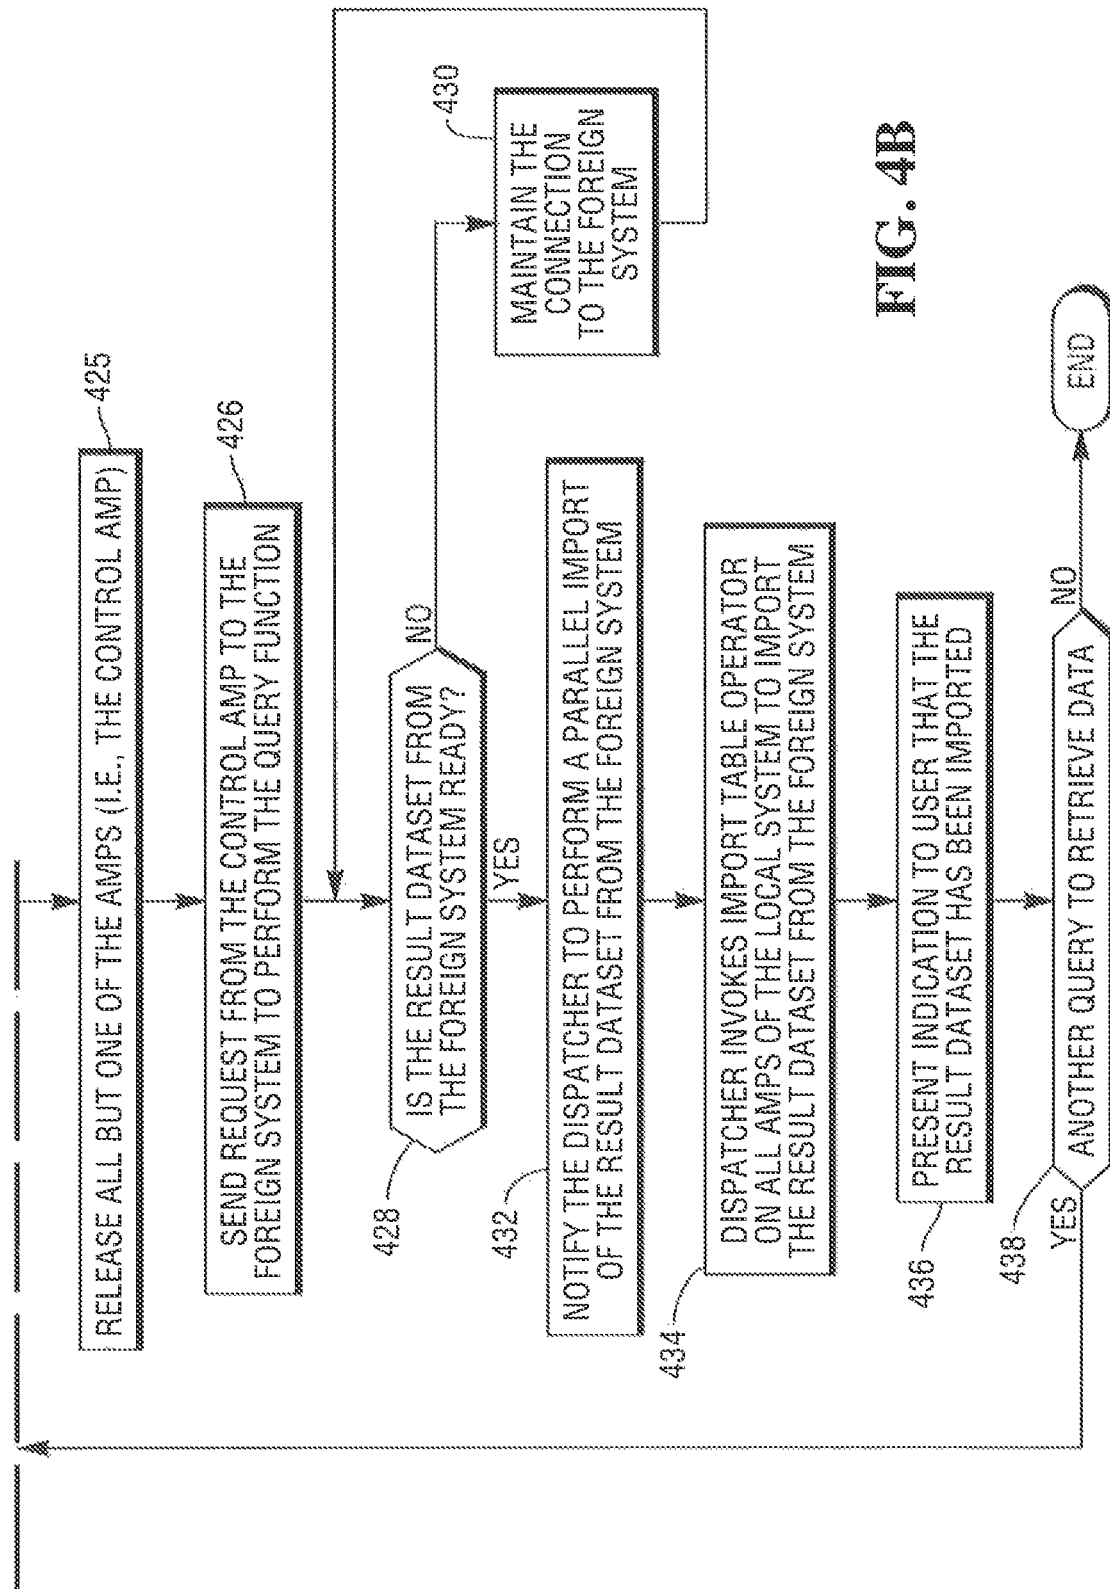 425
RELEASE ALL BUT ONE OF THE AMPS (I.E., THE CONTROL AMP)
426
SEND REQUEST FROM THE CONTROL AMP TO THE
FOREIGN SYSTEM TO PERFORM THE QUERY FUNCTION
428
IS THE RESULT DATASET FROM
THE FOREIGN SYSTEM READY?
NO
YES
430
MAINTAIN THE
CONNECTION
TO THE FOREIGN
SYSTEM
432
NOTIFY THE DISPATCHER TO PERFORM A PARALLEL IMPORT
OF THE RESULT DATASET FROM THE FOREIGN SYSTEM
434
DISPATCHER INVOKES IMPORT TABLE OPERATOR
ON ALL AMPS OF THE LOCAL SYSTEM TO IMPORT
THE RESULT DATASET FROM THE FOREIGN SYSTEM
436
PRESENT INDICATION TO USER THAT THE
RESULT DATASET HAS BEEN IMPORTED
438
YES
ANOTHER QUERY TO RETRIEVE DATA
NO
END
FIG. 4B